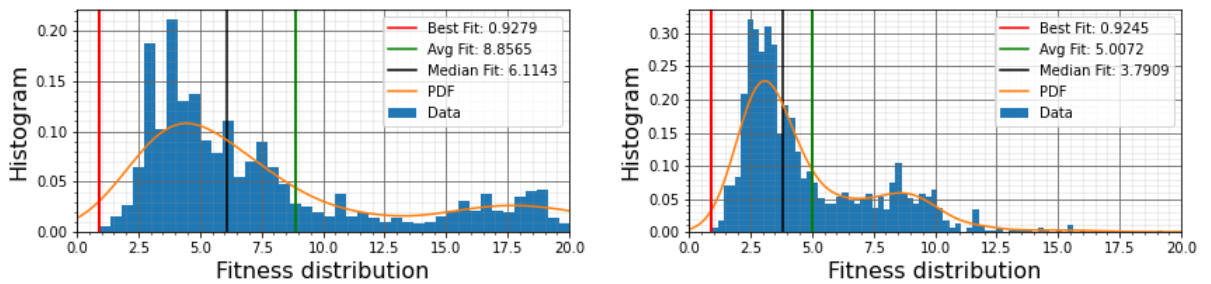 Histogram
0.20
0.15
0.10
0.05
0.00
0.0 2.5 5.0 7.5 10.0 12.5 15.0 17.5 20.0
Fitness distribution
Best Fit: 0.9279
Avg Fit: 8.8565
Median Fit: 6.1143
PDF
Data
Histogram
0.30
0.25
0.20
0.15
0.10
0.05
0.00
0.0 2.5 5.0 7.5 10.0 12.5 15.0 17.5 20.0
Fitness distribution
Best Fit: 0.9245
Avg Fit: 5.0072
Median Fit: 3.7909
PDF
Data